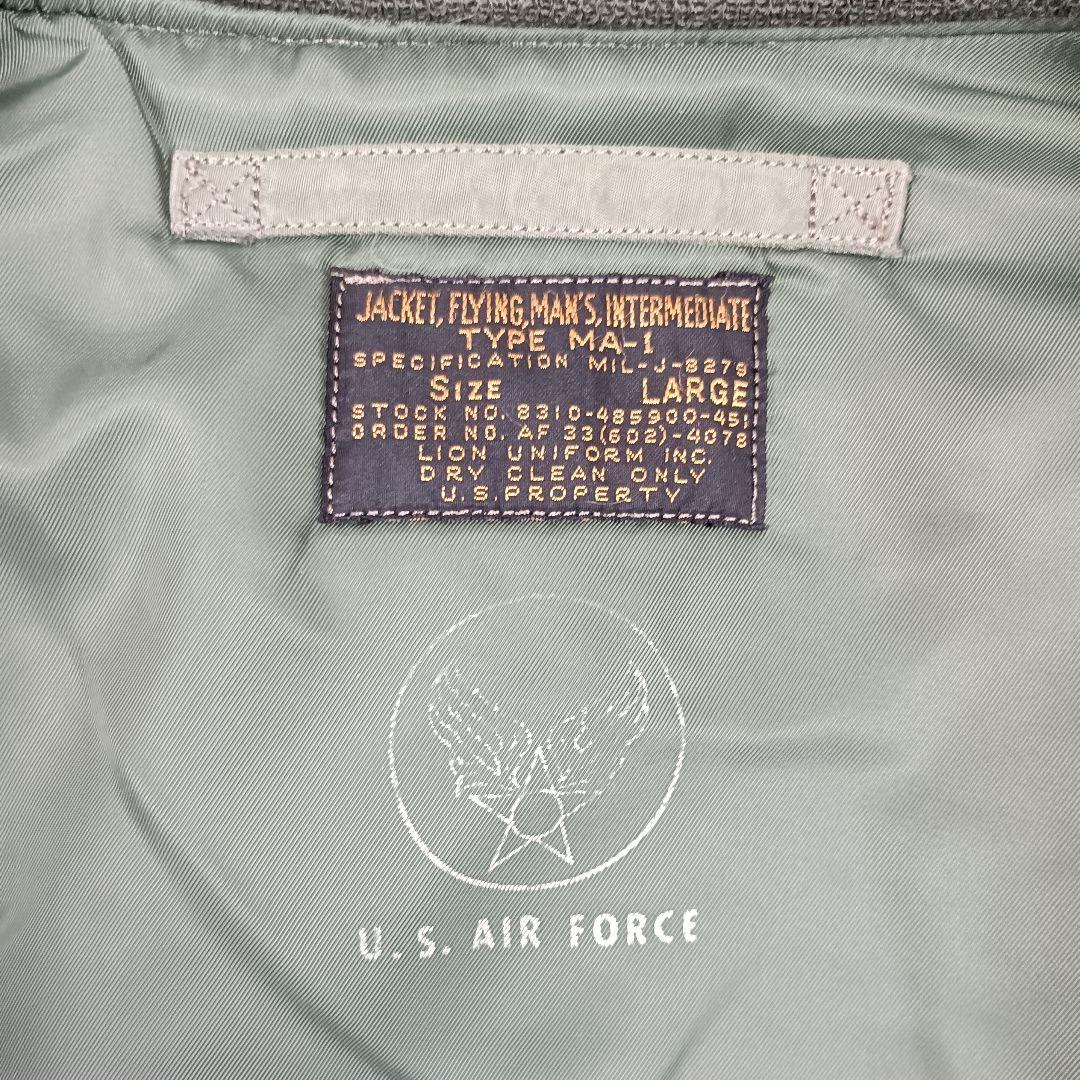 JACKET, FLYING, MAN'S, INTERMEDIATE
TYPE MA-1
SPECIFICATION MIL-J-8279
SIZE LARGE
STOCK NO. 8310-485900-451
ORDER NO. AF 33(602)-4078
LION UNIFORM INC.
DRY CLEAN ONLY
U.S. PROPERTY
U. S. AIR FORCE